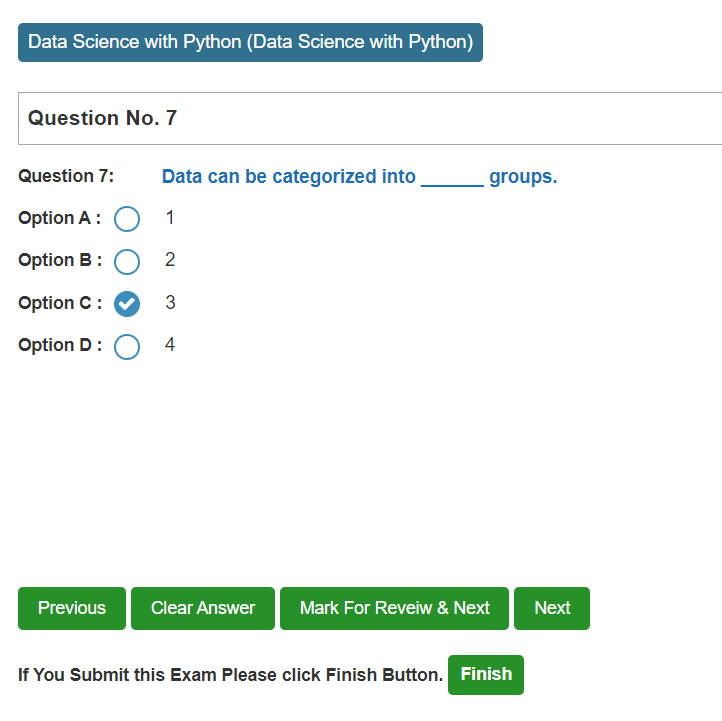 Data Science with Python (Data Science with Python)
Question No. 7
Question 7: Data can be categorized into ______ groups.
Option A : 1
Option B : 2
Option C : 3
Option D : 4
Previous Clear Answer Mark For Reveiw & Next Next
If You Submit this Exam Please click Finish Button. Finish